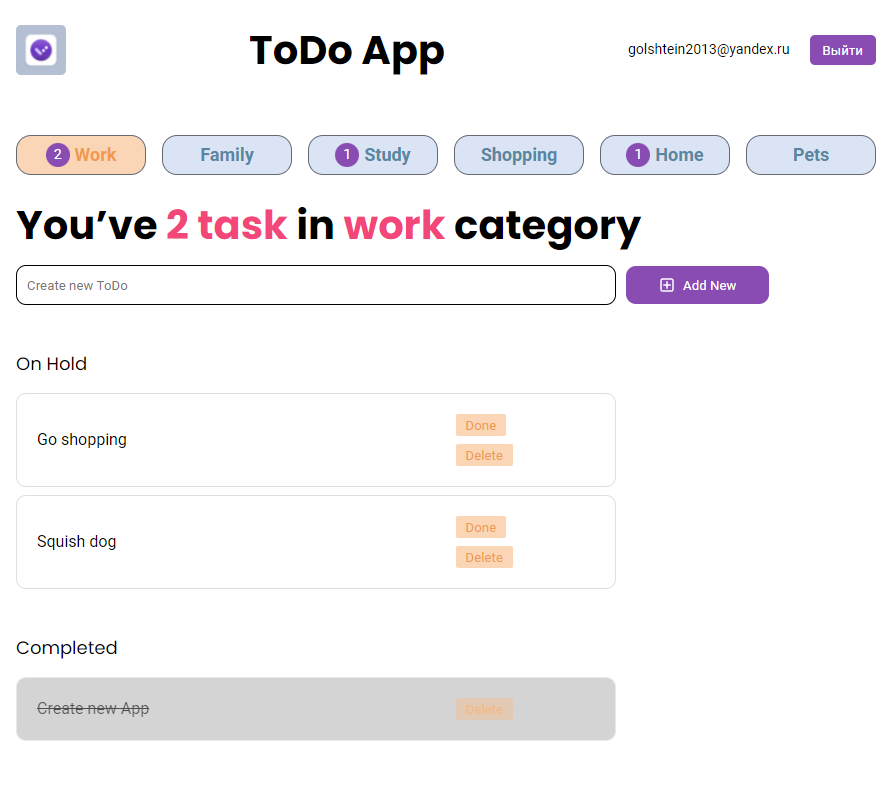 ToDo App
golshtein2013@yandex.ru
Выйти
2 Work
Family
1 Study
Shopping
1 Home
Pets
You’ve 2 task in work category
Create new ToDo
Add New
On Hold
Go shopping
Done
Delete
Squish dog
Done
Delete
Completed
Create new App
Delete